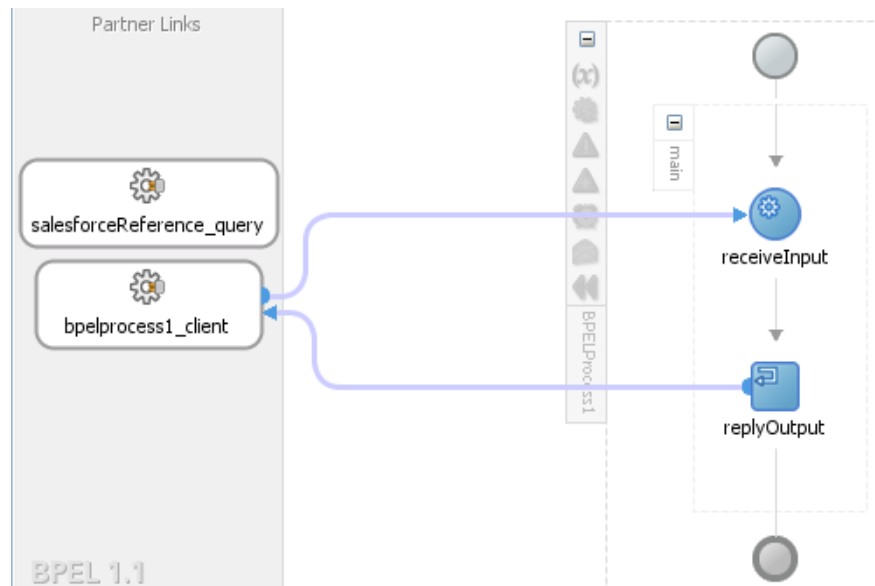 Partner Links
salesforceReference_query
bpelprocess1_client
BPEL 1.1
(x)
BPELProcess1
main
receiveInput
replyOutput